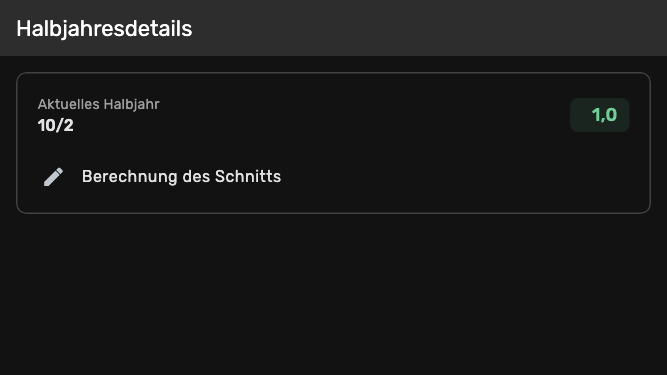 Halbjahresdetails
Aktuelles Halbjahr
10/2
1,0
Berechnung des Schnitts